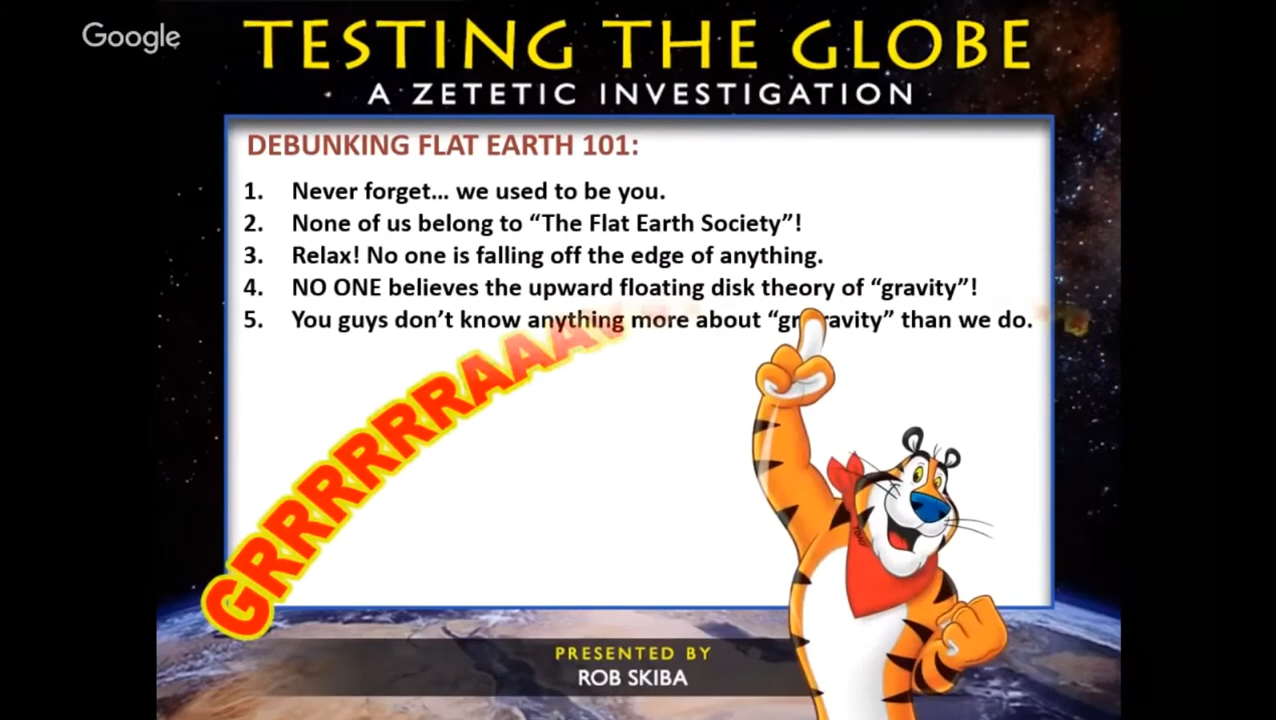 Google
TESTING THE GLOBE
A ZETETIC INVESTIGATION
DEBUNKING FLAT EARTH 101:
1. Never forget... we used to be you.
2. None of us belong to “The Flat Earth Society”!
3. Relax! No one is falling off the edge of anything.
4. NO ONE believes the upward floating disk theory of “gravity”!
5. You guys don’t know anything more about “gr ravity” than we do.
GRRRRRAAAV
TONY
PRESENTED BY
ROB SKIBA